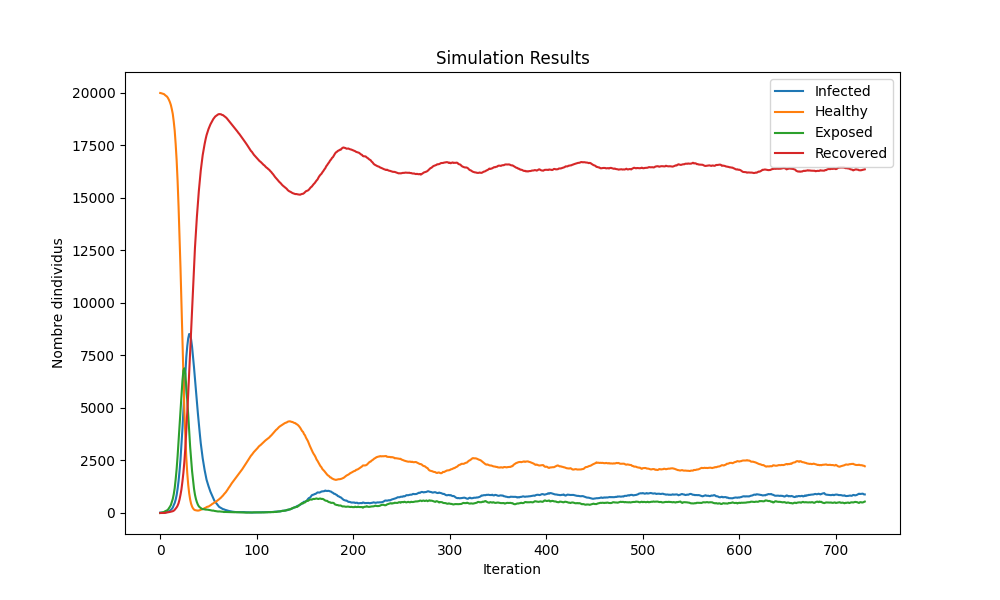 Simulation Results
Infected
Healthy
Exposed
Recovered
Nombre dindividus
20000
17500
15000
12500
10000
7500
5000
2500
0
0 100 200 300 400 500 600 700
Iteration